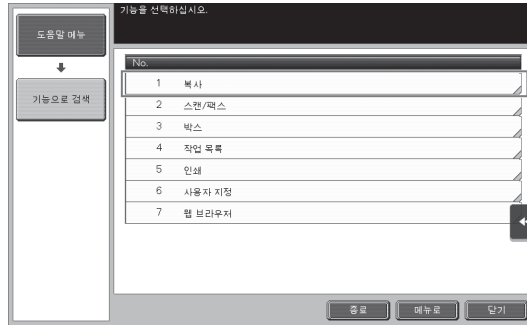 기능을 선택하십시오.
도움말 메뉴
기능으로 검색
No.
1 복사
2 스캔/팩스
3 박스
4 작업 목록
5 인쇄
6 사용자 지정
7 웹 브라우저
종료
메뉴로
닫기